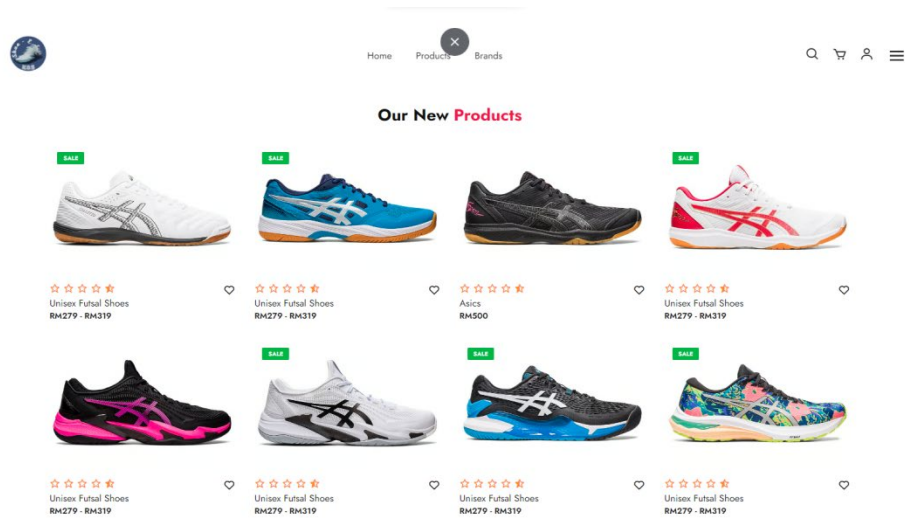 Home Products Brands
Our New Products
SALE SALE SALE
Unisex Futsal Shoes Unisex Futsal Shoes Asics Unisex Futsal Shoes
RM279 - RM319 RM279 - RM319 RM500 RM279 - RM319
SALE SALE SALE
Unisex Futsal Shoes Unisex Futsal Shoes Unisex Futsal Shoes Unisex Futsal Shoes
RM279 - RM319 RM279 - RM319 RM279 - RM319 RM279 - RM319